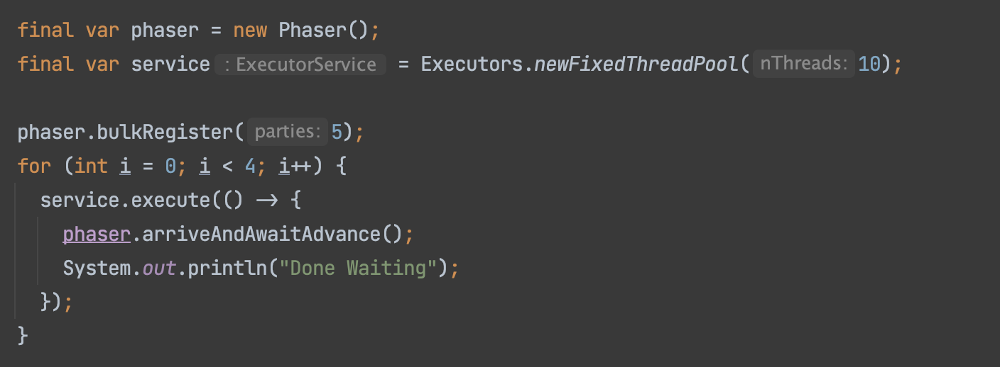 final var phaser = new Phaser();
final var service : ExecutorService = Executors.newFixedThreadPool( nThreads: 10);
phaser.bulkRegister( parties: 5);
for (int i = 0; i < 4; i++) {
service.execute(() -> {
phaser.arriveAndAwaitAdvance();
System.out.println("Done Waiting");
});
}